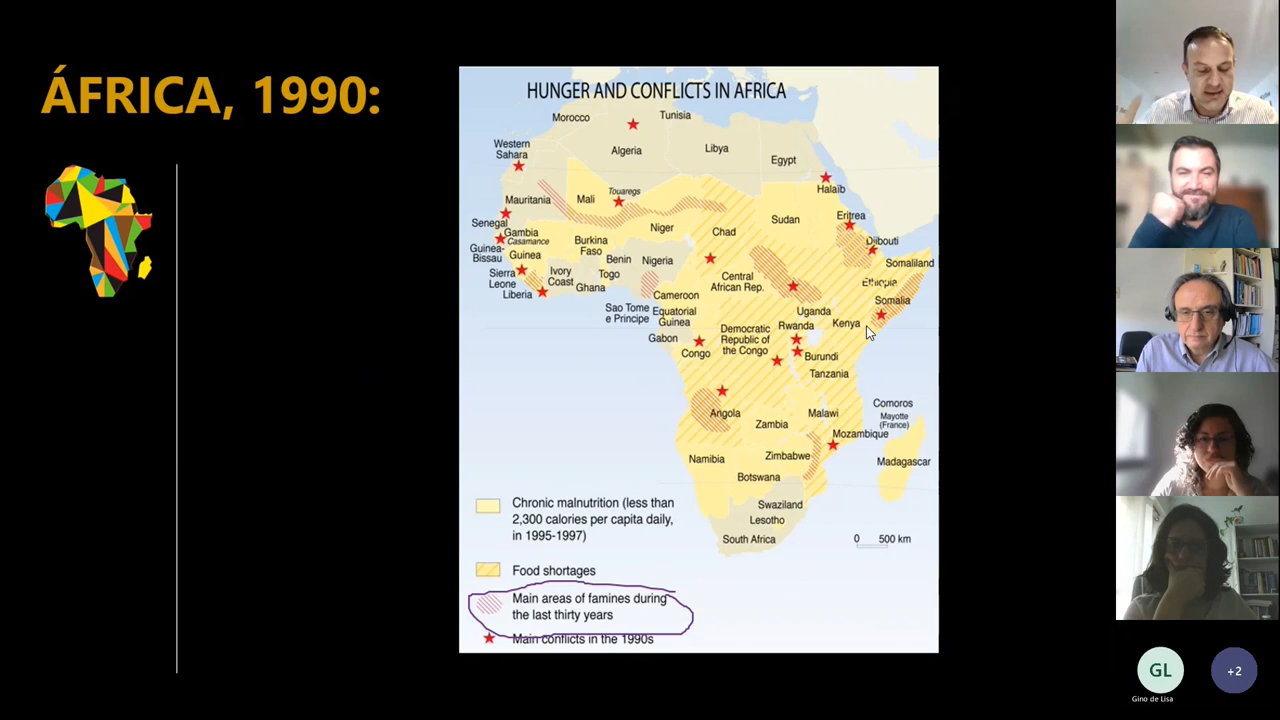 ÁFRICA, 1990:
HUNGER AND CONFLICTS IN AFRICA
Morocco
Tunisia
Western
Sahara
Algeria
Libya
Egypt
Halaib
Mauritania
Mali
Touaregs
Niger
Chad
Sudan
Eritrea
Senegal
Gambia
Casamance
Guinea-
Bissau
Guinea
Burkina
Faso
Benin
Nigeria
Djibouti
Somaliland
Sierra
Leone
Liberia
Ivory
Coast
Ghana
Togo
Central
African Rep.
Ethiopia
Somalia
Cameroon
Sao Tome
e Principe
Equatorial
Guinea
Gabon
Congo
Democratic
Republic of
the Congo
Uganda
Rwanda
Kenya
Burundi
Tanzania
Angola
Zambia
Malawi
Comoros
Mayotte
(France)
Mozambique
Namibia
Zimbabwe
Botswana
Madagascar
Swaziland
Lesotho
South Africa
0 500 km
Chronic malnutrition (less than
2,300 calories per capita daily,
in 1995-1997)
Food shortages
Main areas of famines during
the last thirty years
Main conflicts in the 1990s
GL
+2
Gino de Lisa